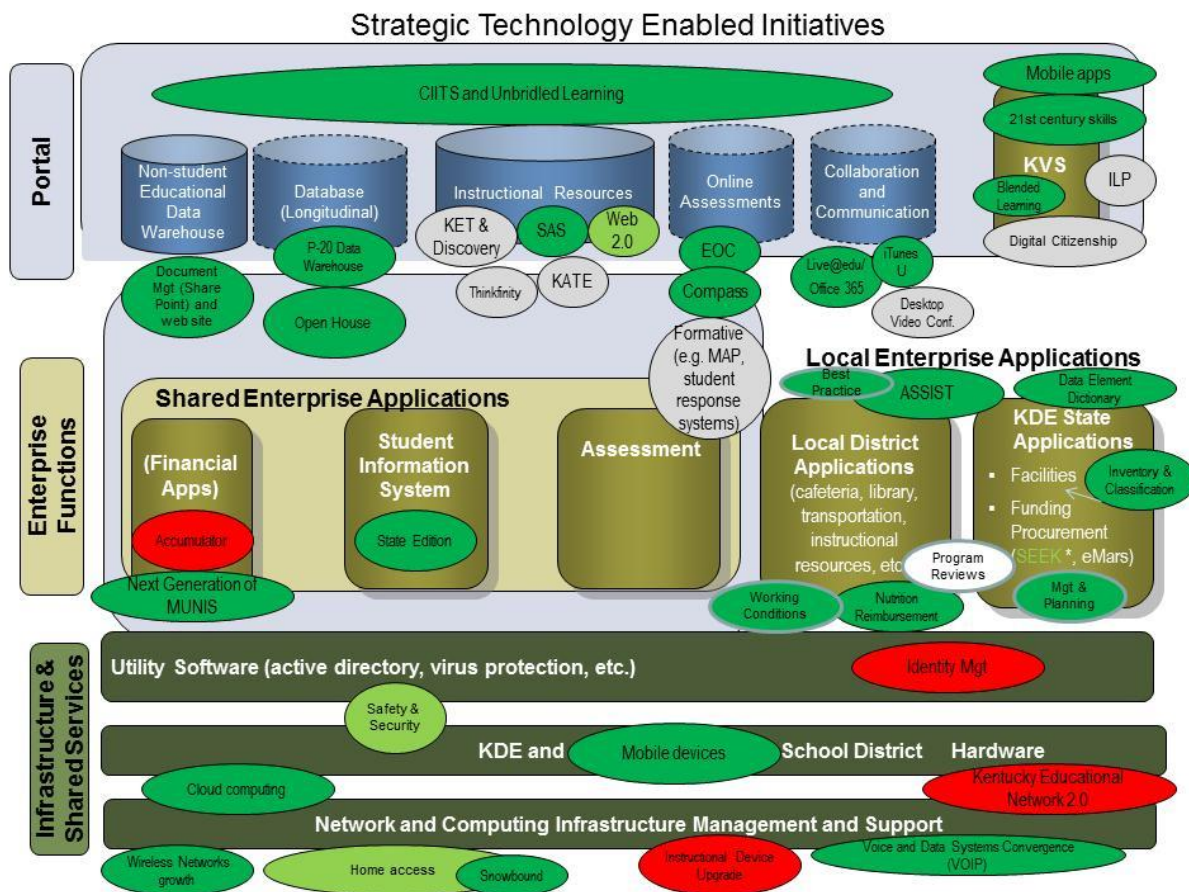 Strategic Technology Enabled Initiatives
Portal
CIITS and Unbridled Learning
Mobile apps
21st century skills
KVS
ILP
Blended
Learning
Digital Citizenship
Non-student
Educational
Data
Warehouse
Database
(Longitudinal)
Instructional Resources
Online
Assessments
Collaboration
and
Communication
P-20 Data
Warehouse
KET &
Discovery
SAS
Web
2.0
EOC
Live@edu/
Office 365
iTunes
U
Document
Mgt (Share
Point) and
web site
Open House
Thinkfinity
KATE
Compass
Desktop
Video Conf.
Formative
(e.g. MAP,
student
response
systems)
Enterprise
Functions
Shared Enterprise Applications
(Financial
Apps)
Accumulator
Next Generation of
MUNIS
Student
Information
System
State Edition
Assessment
Local Enterprise Applications
Best
Practice
ASSIST
Data Element
Dictionary
Local District
Applications
(cafeteria, library,
transportation,
instructional
resources, etc
KDE State
Applications
▪ Facilities
▪ Funding
Procurement
(SEEK *, eMars)
Inventory &
Classification
Program
Reviews
Working
Conditions
Nutrition
Reimbursement
Mgt &
Planning
Infrastructure &
Shared Services
Utility Software (active directory, virus protection, etc.)
Identity Mgt
Safety &
Security
KDE and
Mobile devices
School District Hardware
Cloud computing
Kentucky Educational
Network 2.0
Network and Computing Infrastructure Management and Support
Wireless Networks
growth
Home access
Snowbound
Instructional Device
Upgrade
Voice and Data Systems Convergence
(VOIP)